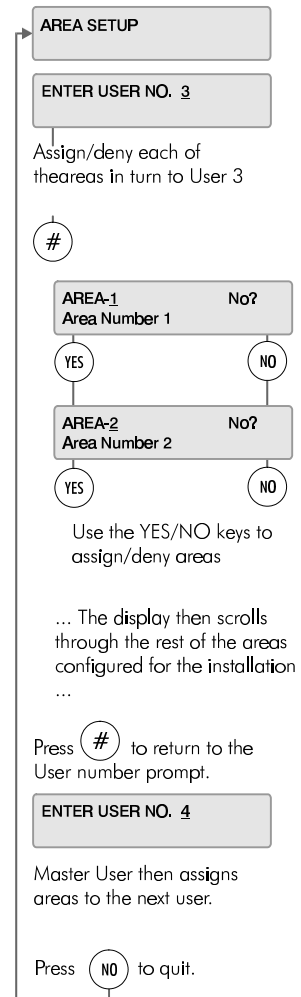 AREA SETUP
ENTER USER NO. 3
Assign/deny each of
theareas in turn to User 3
#
AREA-1 No?
Area Number 1
YES NO
AREA-2 No?
Area Number 2
YES NO
Use the YES/NO keys to
assign/deny areas
... The display then scrolls
through the rest of the areas
configured for the installation
...
Press # to return to the
User number prompt.
ENTER USER NO. 4
Master User then assigns
areas to the next user.
Press NO to quit.